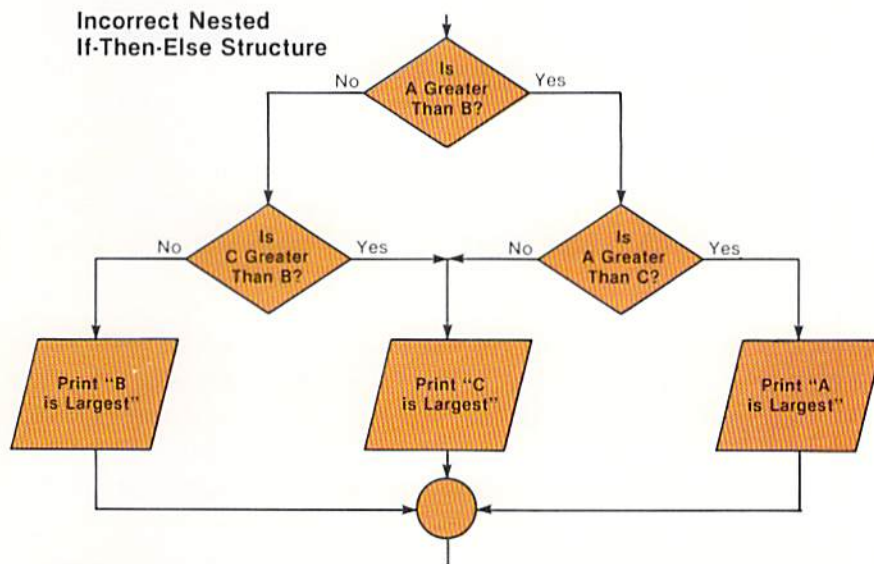 Incorrect Nested
If-Then-Else Structure
Is
A Greater
Than B?
No
Yes
Is
C Greater
Than B?
No
Yes
Is
A Greater
Than C?
No
Yes
Print “B
is Largest”
Print “C
is Largest”
Print “A
is Largest”